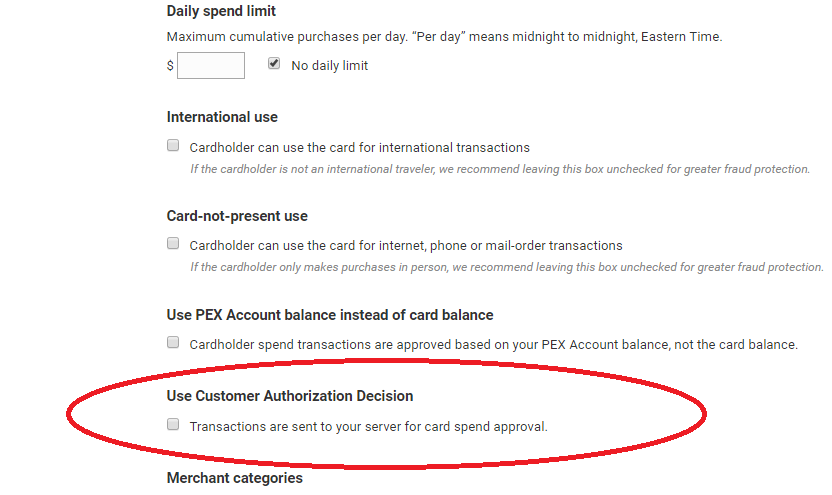 Daily spend limit
Maximum cumulative purchases per day. “Per day” means midnight to midnight, Eastern Time.
$ No daily limit
International use
Cardholder can use the card for international transactions
If the cardholder is not an international traveler, we recommend leaving this box unchecked for greater fraud protection.
Card-not-present use
Cardholder can use the card for internet, phone or mail-order transactions
If the cardholder only makes purchases in person, we recommend leaving this box unchecked for greater fraud protection.
Use PEX Account balance instead of card balance
Cardholder spend transactions are approved based on your PEX Account balance, not the card balance.
Use Customer Authorization Decision
Transactions are sent to your server for card spend approval.
Merchant categories